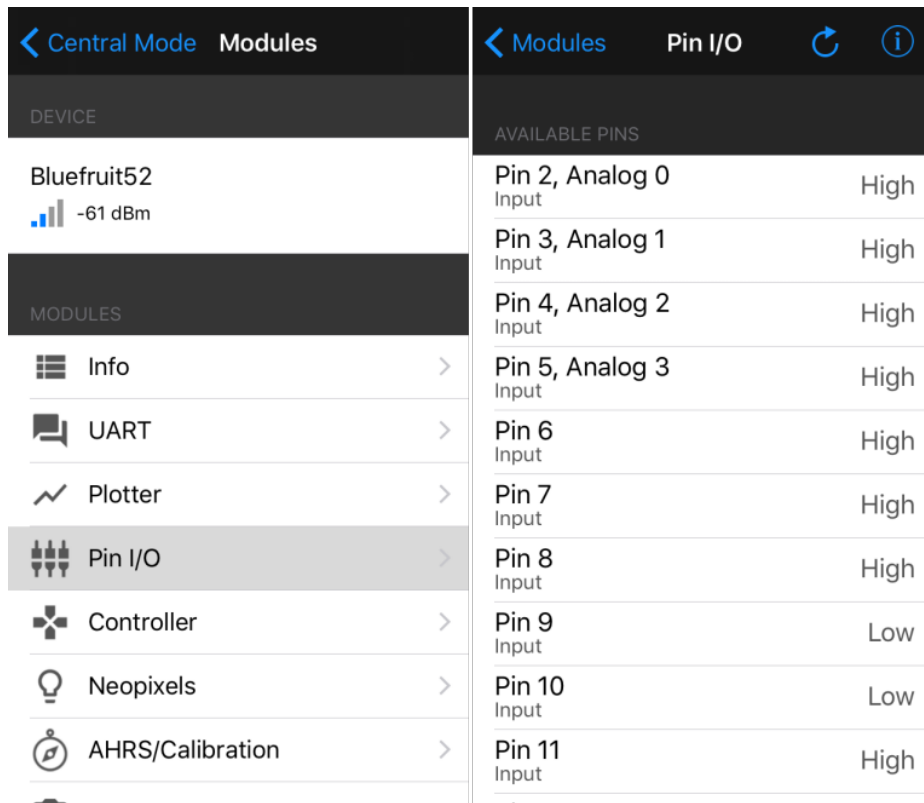 Central Mode Modules
DEVICE
Bluefruit52
-61 dBm
MODULES
Info
UART
Plotter
Pin I/O
Controller
Neopixels
AHRS/Calibration
Modules Pin I/O
AVAILABLE PINS
Pin 2, Analog 0
Input
High
Pin 3, Analog 1
Input
High
Pin 4, Analog 2
Input
High
Pin 5, Analog 3
Input
High
Pin 6
Input
High
Pin 7
Input
High
Pin 8
Input
High
Pin 9
Input
Low
Pin 10
Input
Low
Pin 11
Input
High